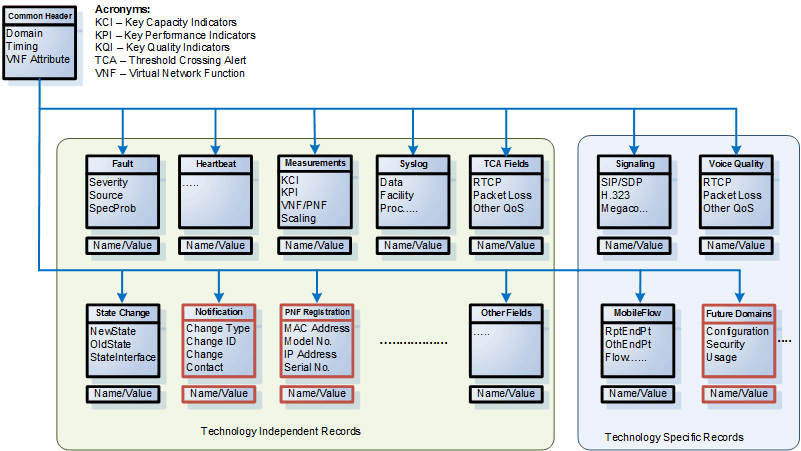 Common Header
Domain
Timing
VNF Attribute
Acronyms:
KCI – Key Capacity Indicators
KPI – Key Performance Indicators
KQI – Key Quality Indicators
TCA – Threshold Crossing Alert
VNF – Virtual Network Function
Fault
Severity
Source
SpecProb
Name/Value
Heartbeat
.....
Name/Value
Measurements
KCI
KPI
VNF/PNF
Scaling
Name/Value
Syslog
Data
Facility
Proc.....
Name/Value
TCA Fields
RTCP
Packet Loss
Other QoS
Name/Value
Signaling
SIP/SDP
H.323
Megaco...
Name/Value
Voice Quality
RTCP
Packet Loss
Other QoS
Name/Value
State Change
NewState
OldState
StateInterface
Name/Value
Notification
Change Type
Change ID
Change
Contact
Name/Value
PNF Registration
MAC Address
Model No.
IP Address
Serial No.
Name/Value
..................
Other Fields
.....
Name/Value
MobileFlow
RptEndPt
OthEndPt
Flow......
Name/Value
Future Domains
Configuration
Security
Usage
Name/Value
....
Technology Independent Records
Technology Specific Records